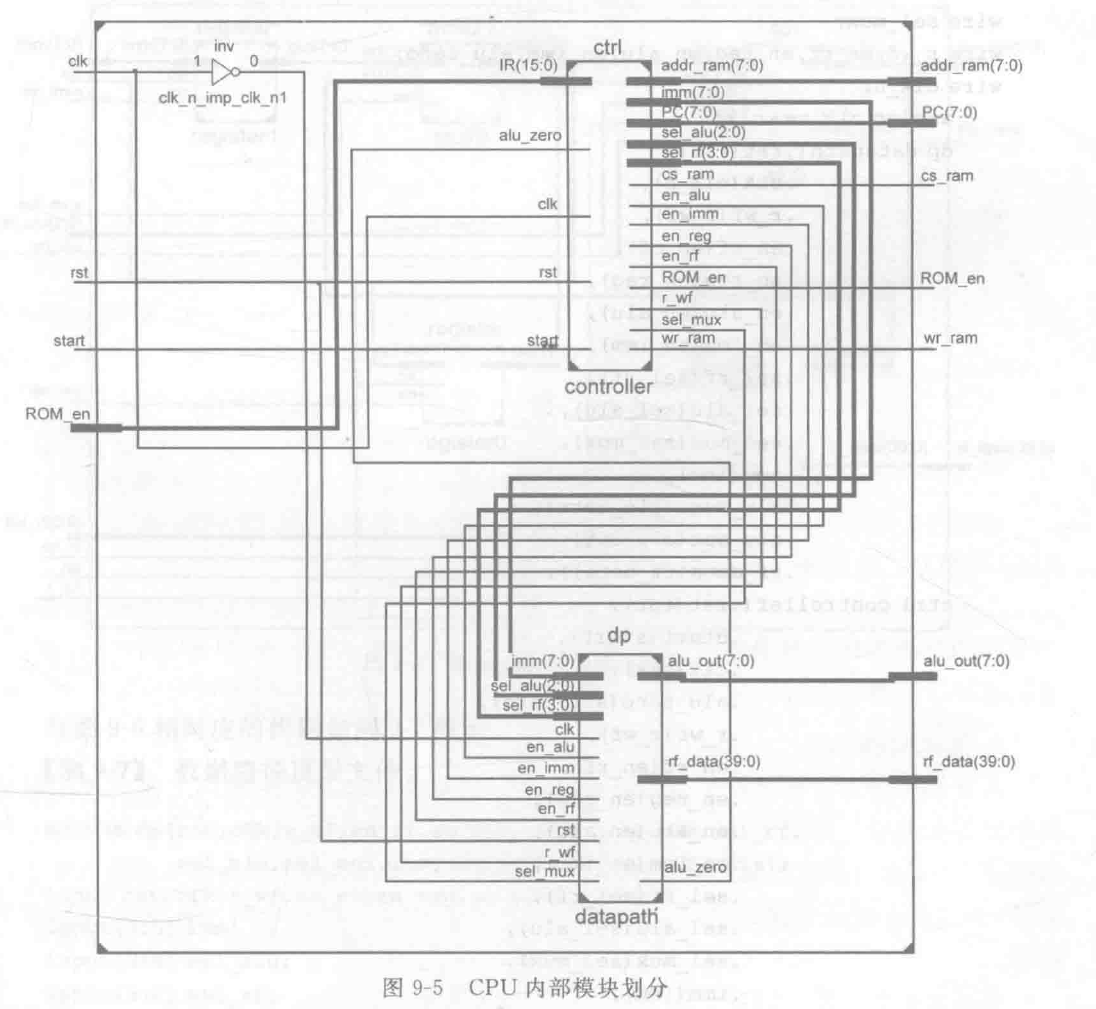 inv
clk
1
0
clk_n_imp_clk_n1
ctrl
IR(15:0)
addr_ram(7:0)
addr_ram(7:0)
imm(7:0)
PC(7:0)
PC(7:0)
sel_alu(2:0)
alu_zero
sel_rf(3:0)
cs_ram
cs_ram
en_alu
clk
en_imm
en_reg
en_rf
rst
rst
ROM_en
ROM_en
r_wf
sel_mux
start
start
wr_ram
wr_ram
controller
ROM_en
dp
imm(7:0)
alu_out(7:0)
alu_out(7:0)
sel_alu(2:0)
sel_rf(3:0)
clk
en_alu
en_imm
rf_data(39:0)
rf_data(39:0)
en_reg
en_rf
rst
r_wf
sel_mux
alu_zero
datapath
图 9-5 CPU 内部模块划分